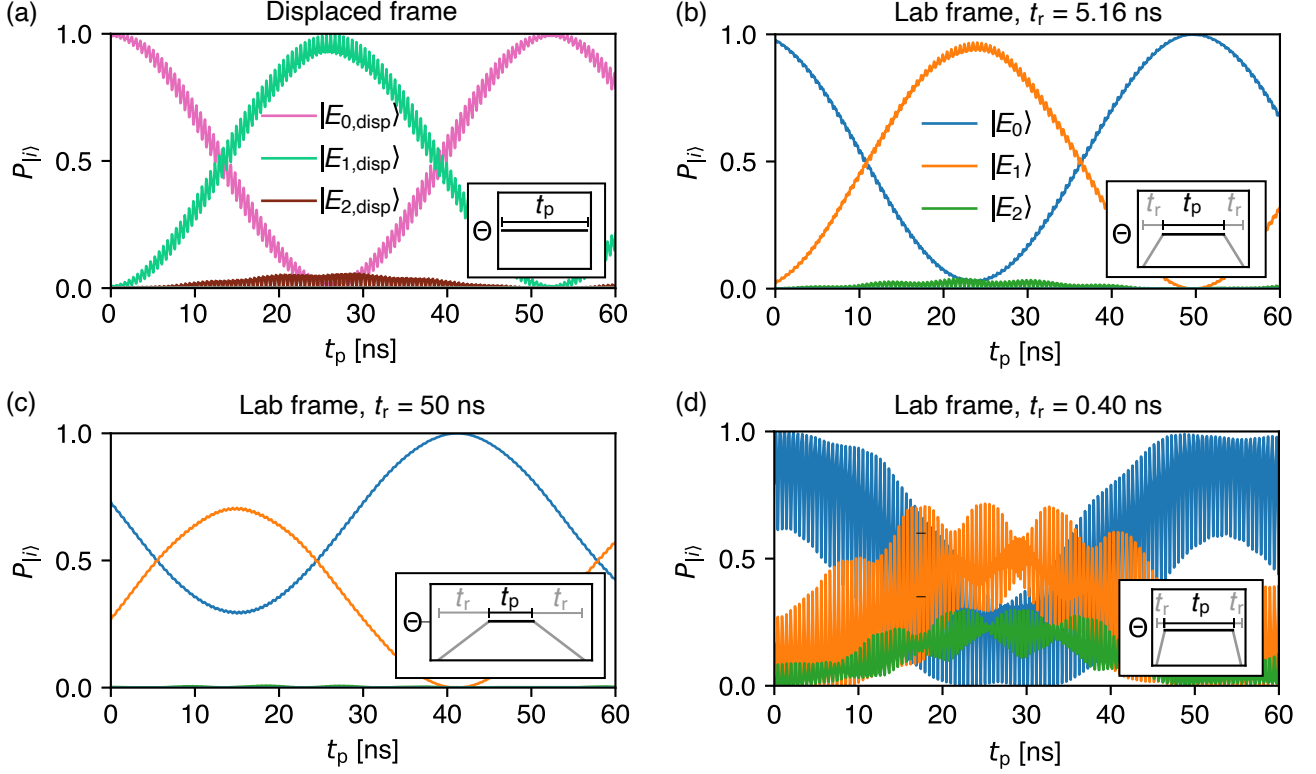 (a)
Displaced frame
P|i⟩
1.0
0.5
0.0
|E0,disp⟩
|E1,disp⟩
|E2,disp⟩
Θ
tp
0 10 20 30 40 50 60
tp [ns]
(b)
Lab frame, tr = 5.16 ns
P|i⟩
1.0
0.5
0.0
|E0⟩
|E1⟩
|E2⟩
Θ
tr tp tr
0 10 20 30 40 50 60
tp [ns]
(c)
Lab frame, tr = 50 ns
P|i⟩
1.0
0.5
0.0
Θ
tr tp tr
0 10 20 30 40 50 60
tp [ns]
(d)
Lab frame, tr = 0.40 ns
P|i⟩
1.0
0.5
0.0
Θ
tr tp tr
0 10 20 30 40 50 60
tp [ns]